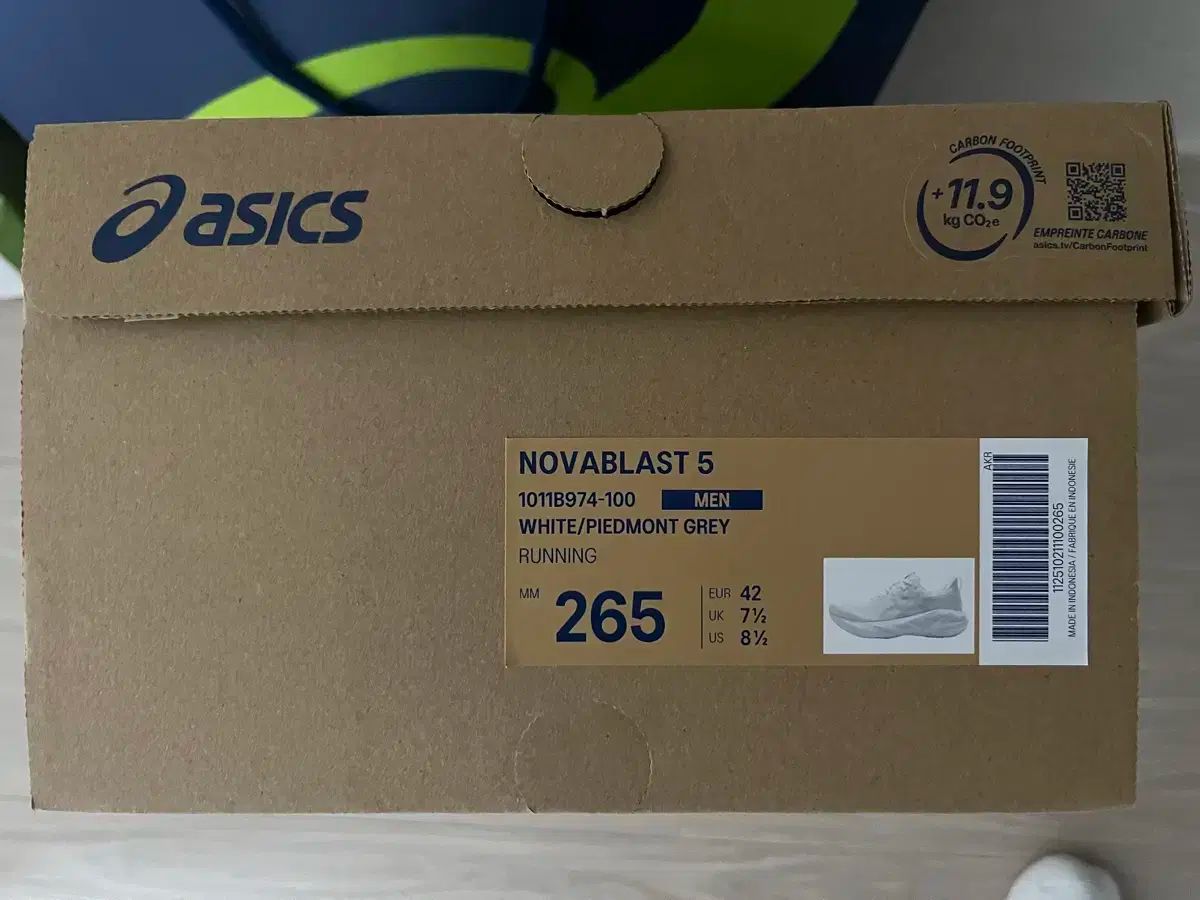 asics
CARBON FOOTPRINT
+11.9
kg CO₂e
EMPREINTE CARBONE
asics.tv/CarbonFootprint
NOVABLAST 5
1011B974-100 MEN
WHITE/PIEDMONT GREY
RUNNING
MM 265
EUR 42
UK 7½
US 8½
AKR
112510211100265
MADE IN INDONESIA / FABRIQUE EN INDONESIE